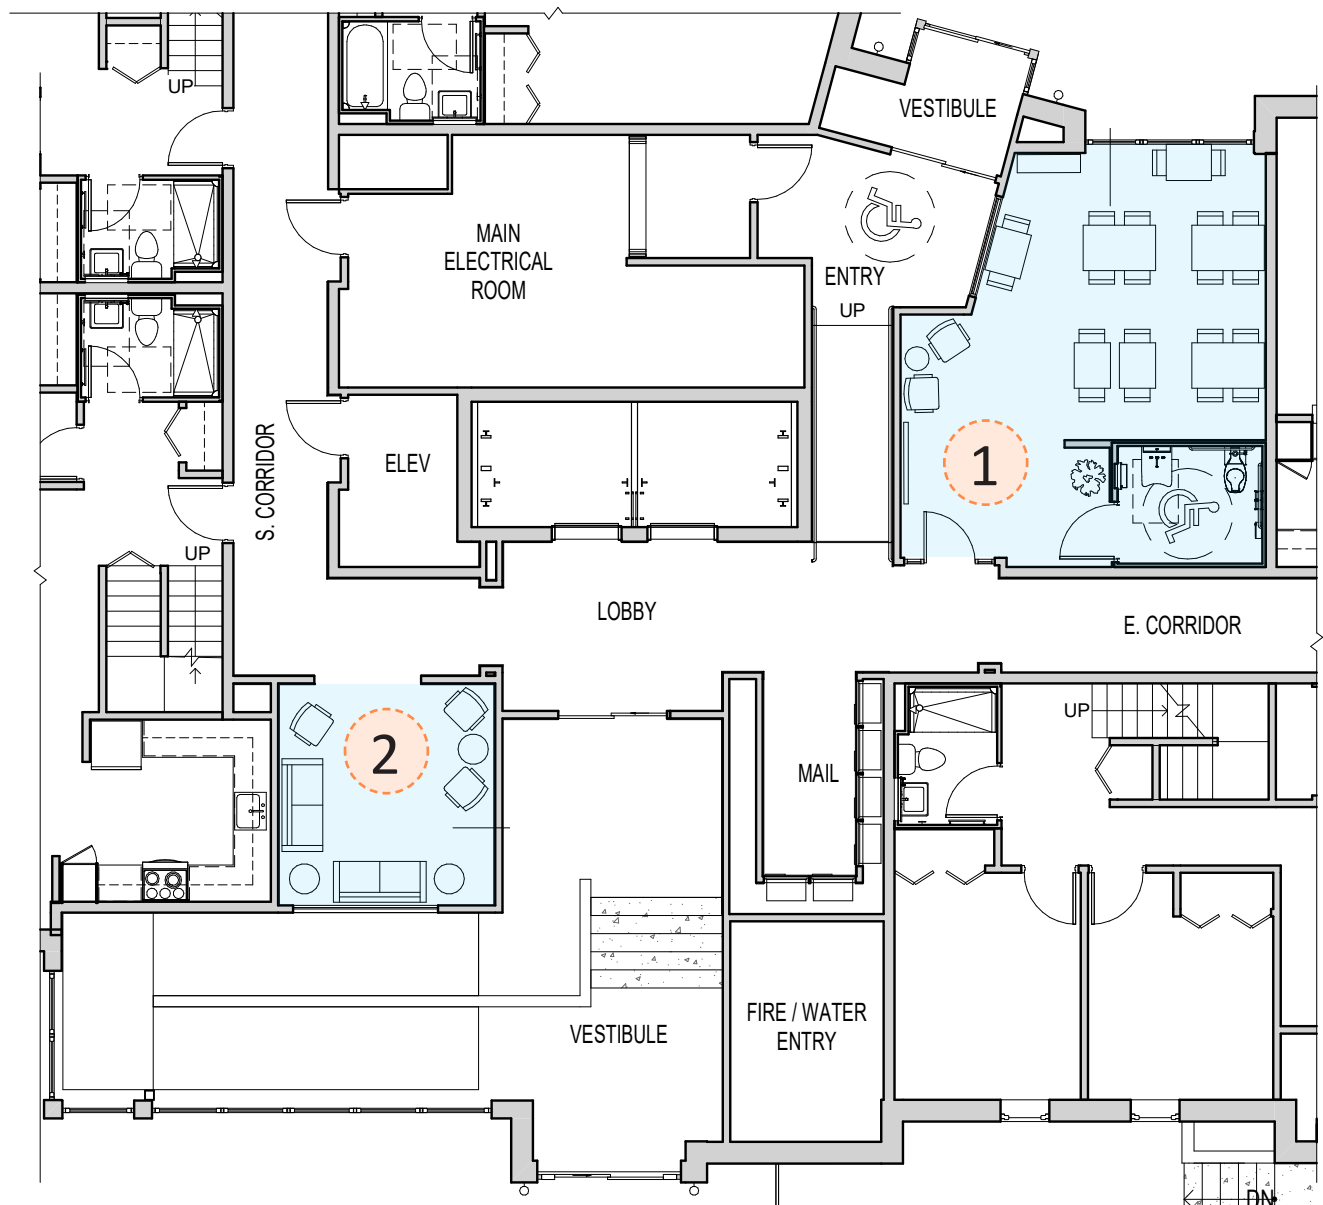 UP
VESTIBULE
MAIN
ELECTRICAL
ROOM
ENTRY
UP
S. CORRIDOR
ELEV
1
UP
LOBBY
E. CORRIDOR
2
UP
MAIL
FIRE / WATER
ENTRY
VESTIBULE
DN